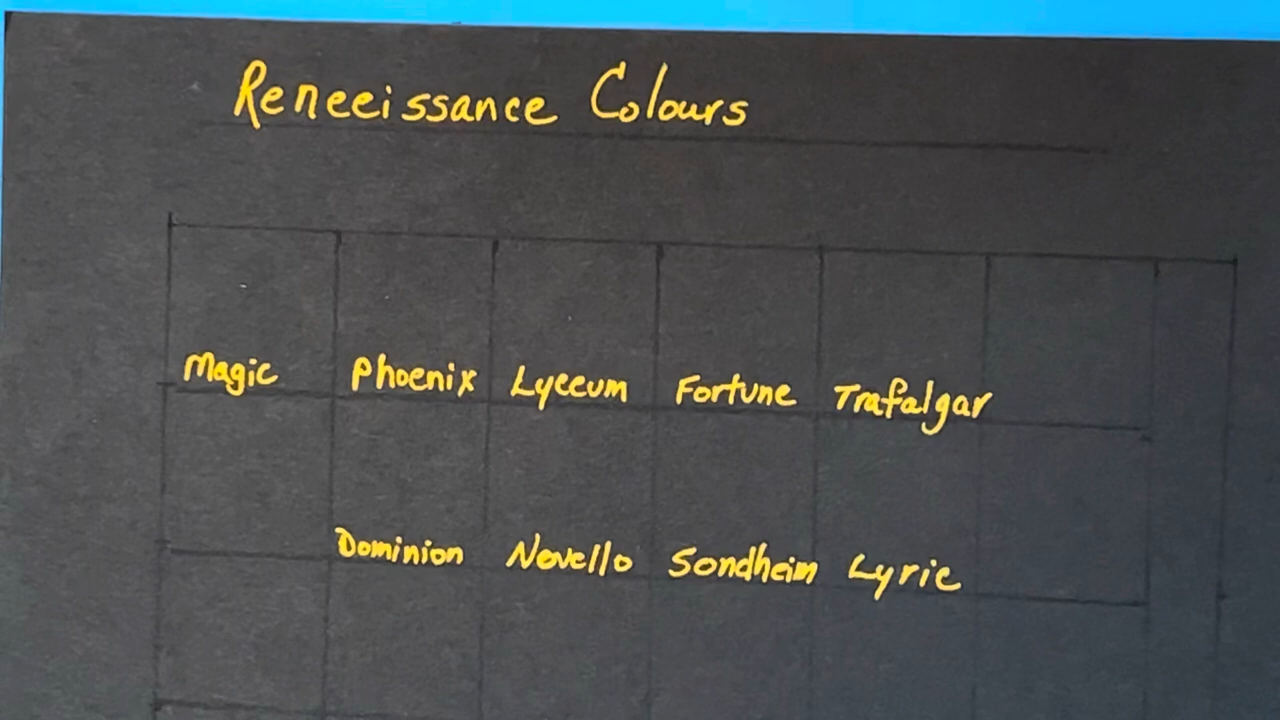 Reneeissance Colours
Magic Phoenix Lyceum Fortune Trafalgar
Dominion Novello Sondheim Lyric